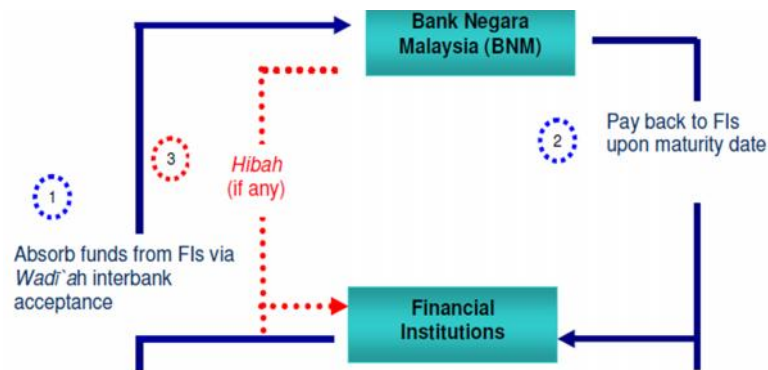 Bank Negara
Malaysia (BNM)
3
Hibah
(if any)
2
Pay back to FIs
upon maturity date
1
Absorb funds from FIs via
Wadī`ah interbank
acceptance
Financial
Institutions